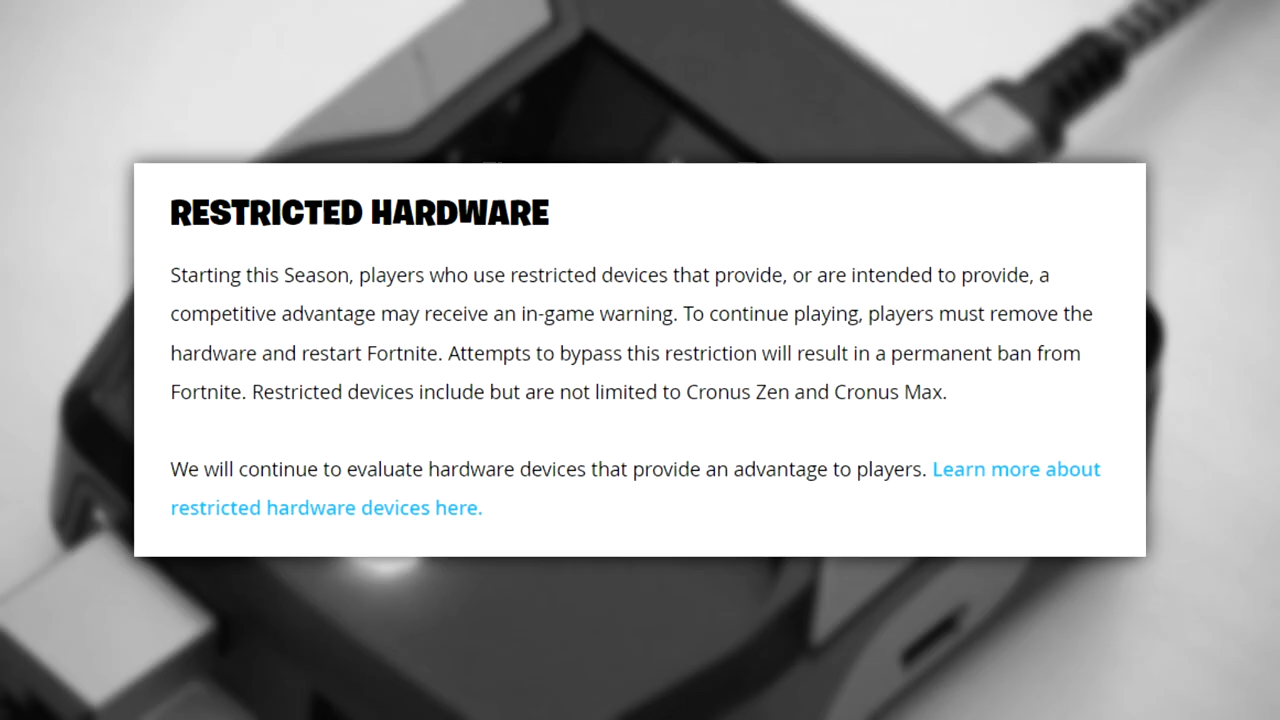 RESTRICTED HARDWARE
Starting this Season, players who use restricted devices that provide, or are intended to provide, a
competitive advantage may receive an in-game warning. To continue playing, players must remove the
hardware and restart Fortnite. Attempts to bypass this restriction will result in a permanent ban from
Fortnite. Restricted devices include but are not limited to Cronus Zen and Cronus Max.
We will continue to evaluate hardware devices that provide an advantage to players. Learn more about
restricted hardware devices here.